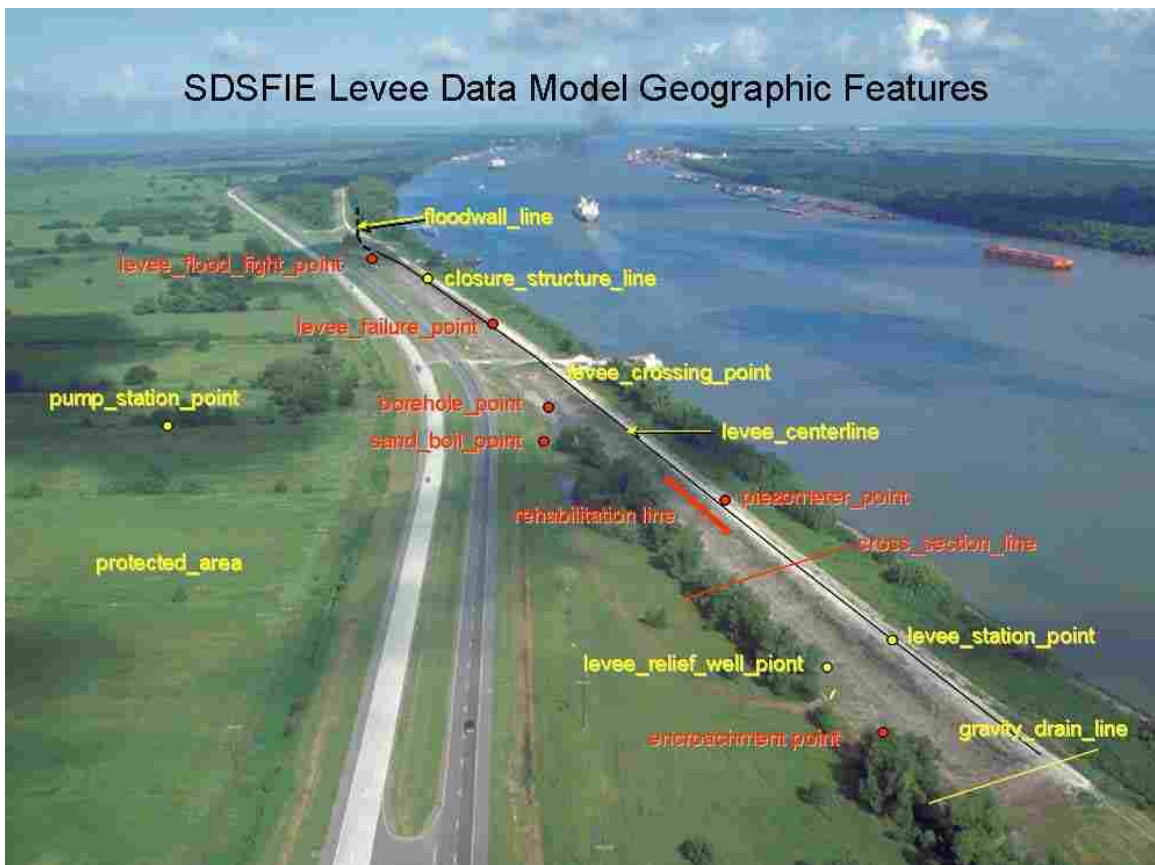 SDSFIE Levee Data Model Geographic Features
floodwall_line
levee_flood_fight_point
closure_structure_line
levee_failure_point
levee_crossing_point
pump_station_point
borehole_point
levee_centerline
sand_boil_point
piezometer_point
rehabilitation line
cross_section_line
protected_area
levee_station_point
levee_relief_well_piont
gravity_drain_line
encroachment point